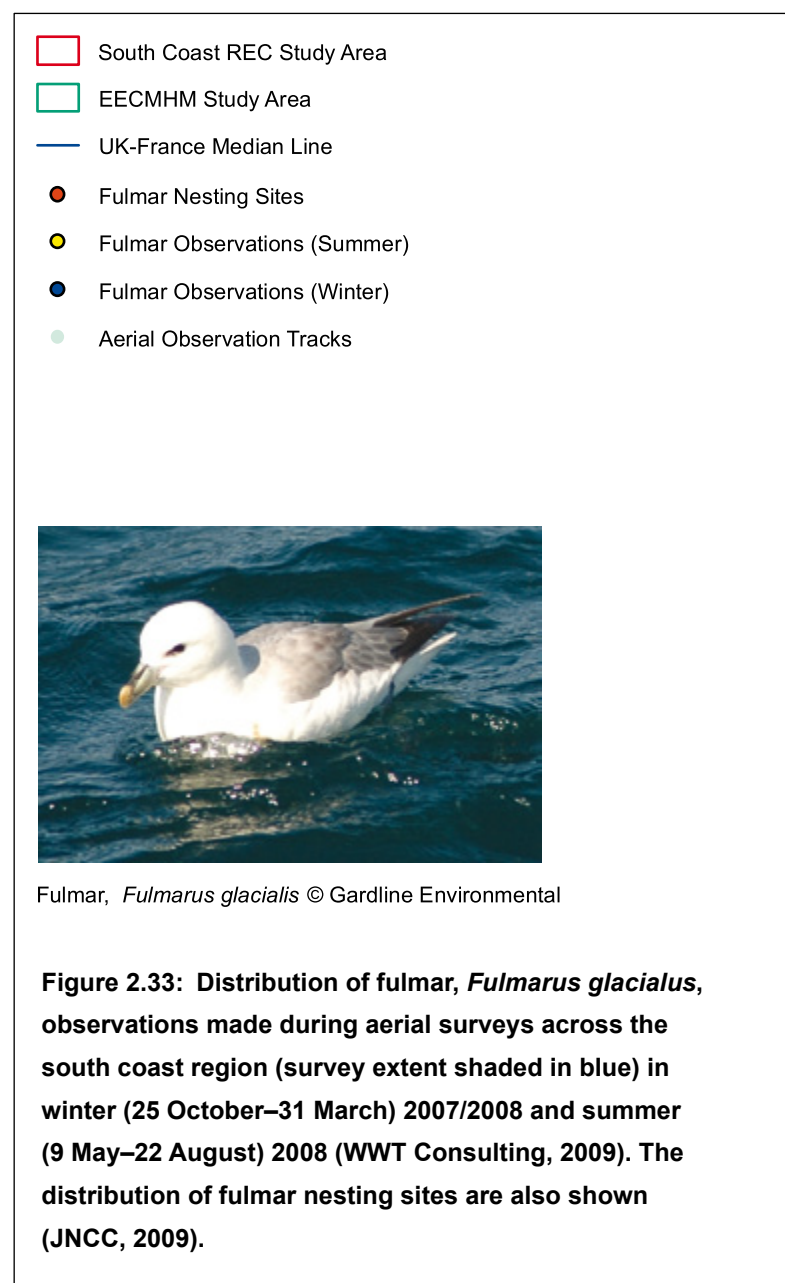 South Coast REC Study Area
EECMHM Study Area
UK-France Median Line
Fulmar Nesting Sites
Fulmar Observations (Summer)
Fulmar Observations (Winter)
Aerial Observation Tracks
Fulmar, Fulmarus glacialis © Gardline Environmental
Figure 2.33: Distribution of fulmar, Fulmarus glacialus,
observations made during aerial surveys across the
south coast region (survey extent shaded in blue) in
winter (25 October–31 March) 2007/2008 and summer
(9 May–22 August) 2008 (WWT Consulting, 2009). The
distribution of fulmar nesting sites are also shown
(JNCC, 2009).